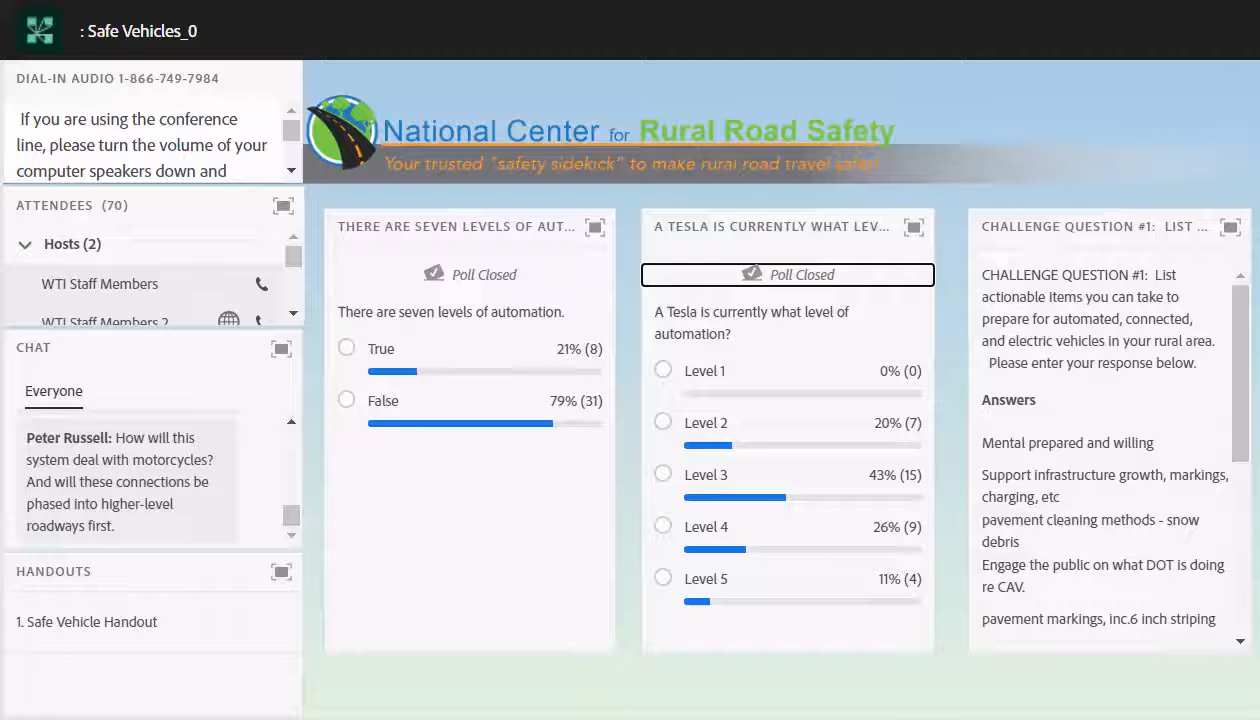 : Safe Vehicles_0
DIAL-IN AUDIO 1-866-749-7984
If you are using the conference
line, please turn the volume of your
computer speakers down and
ATTENDEES (70)
Hosts (2)
WTI Staff Members
WTI Staff Members 2
CHAT
Everyone
Peter Russell: How will this
system deal with motorcycles?
And will these connections be
phased into higher-level
roadways first.
HANDOUTS
1. Safe Vehicle Handout
National Center for Rural Road Safety
Your trusted "safety sidekick" to make rural road travel safer!
THERE ARE SEVEN LEVELS OF AUT...
Poll Closed
There are seven levels of automation.
True 21% (8)
False 79% (31)
A TESLA IS CURRENTLY WHAT LEV...
Poll Closed
A Tesla is currently what level of
automation?
Level 1 0% (0)
Level 2 20% (7)
Level 3 43% (15)
Level 4 26% (9)
Level 5 11% (4)
CHALLENGE QUESTION #1: LIST ...
CHALLENGE QUESTION #1: List
actionable items you can take to
prepare for automated, connected,
and electric vehicles in your rural area.
Please enter your response below.
Answers
Mental prepared and willing
Support infrastructure growth, markings,
charging, etc
pavement cleaning methods - snow
debris
Engage the public on what DOT is doing
re CAV.
pavement markings, inc.6 inch striping